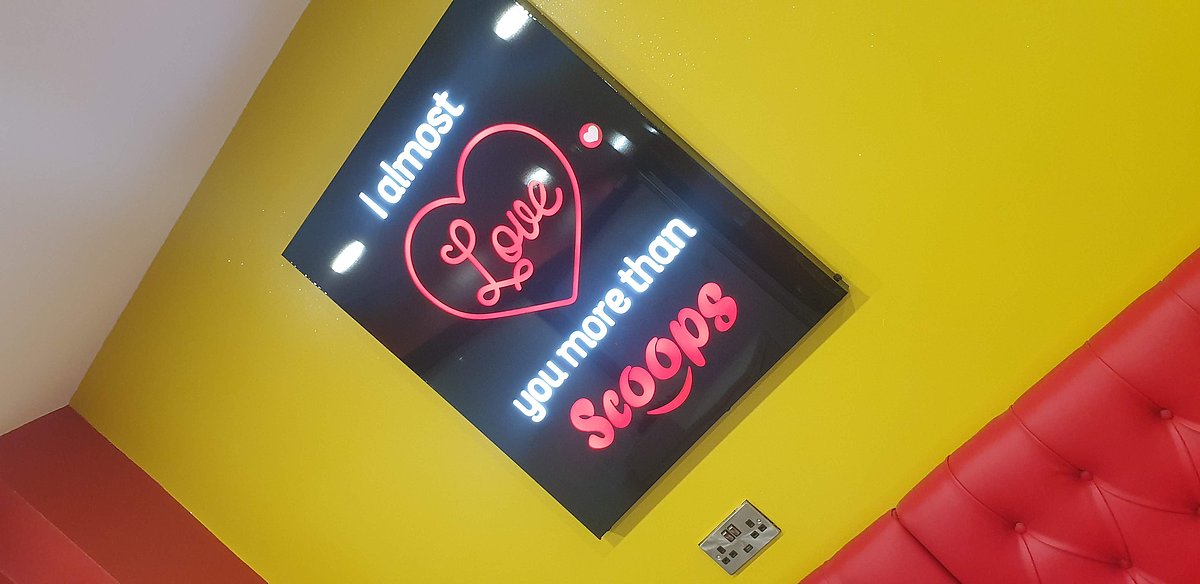 I almost
Love
you more than
scoops